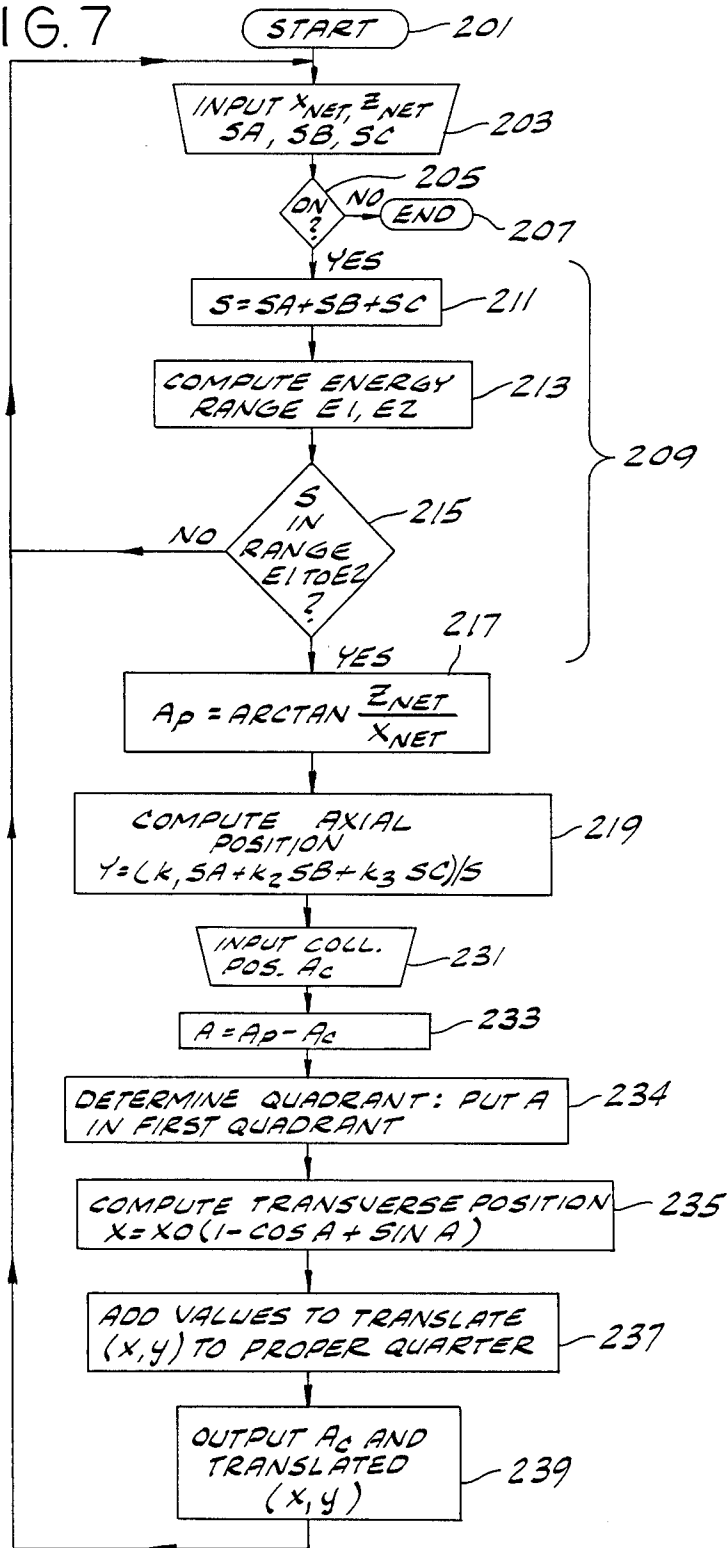 IG. 7
START
201
INPUT XNET, ZNET
SA, SB, SC
203
205
ON
?
NO
END
207
YES
S=SA+SB+SC
211
COMPUTE ENERGY
RANGE E1, E2
213
209
S
IN
RANGE
E1 TO E2
?
215
NO
YES
217
Ap = ARCTAN ZNET
XNET
COMPUTE AXIAL
POSITION
Y=(k1 SA+k2 SB+k3 SC)/S
219
INPUT COLL.
POS. Ac
231
A = Ap - Ac
233
DETERMINE QUADRANT: PUT A
IN FIRST QUADRANT
234
COMPUTE TRANSVERSE POSITION
X=XO(1-COS A + SIN A)
235
ADD VALUES TO TRANSLATE
(x,y) TO PROPER QUARTER
237
OUTPUT Ac AND
TRANSLATED
(x,y)
239